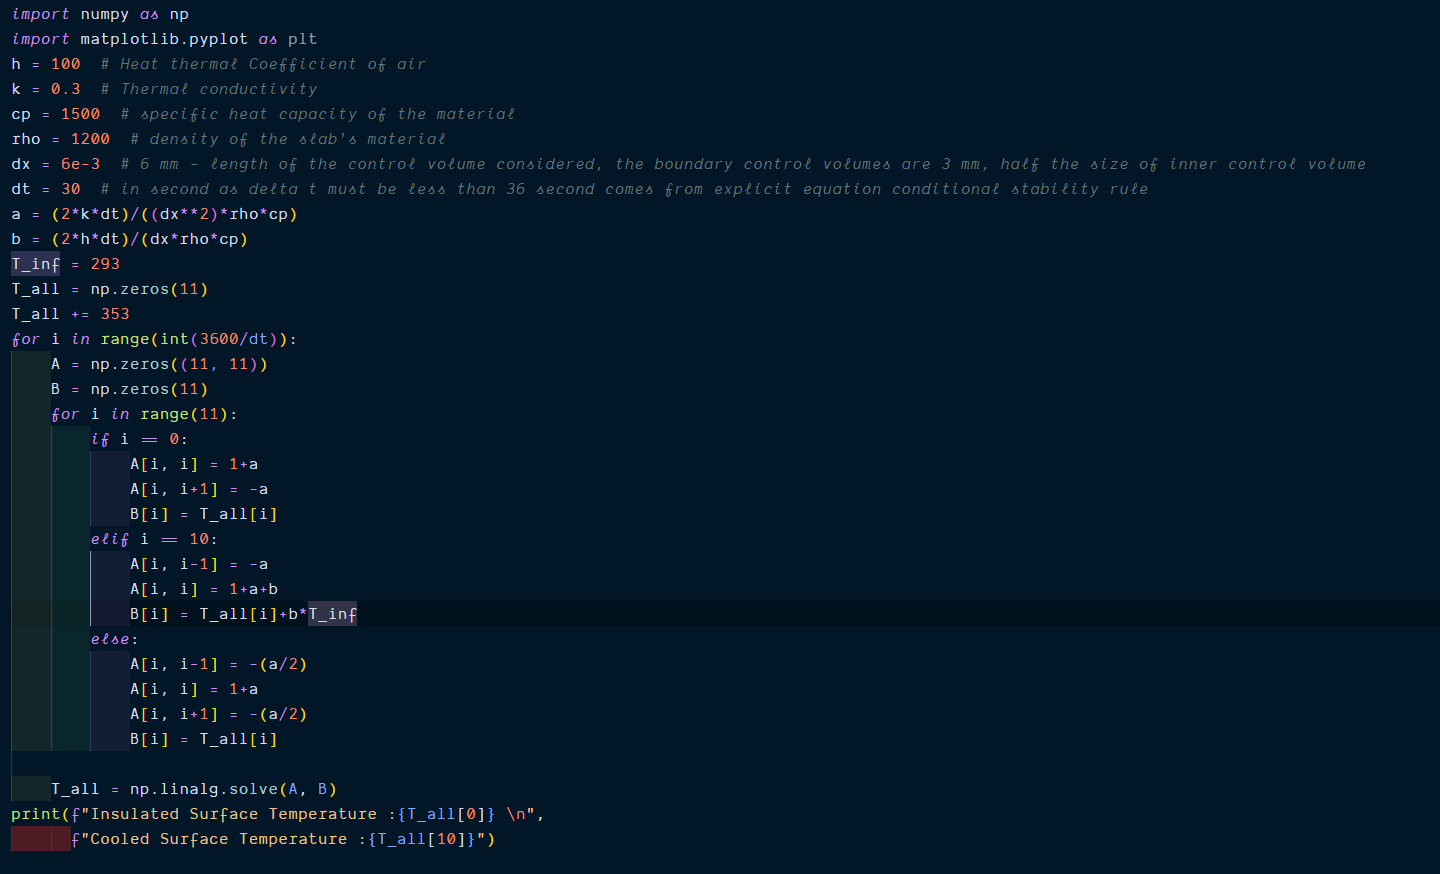 import numpy as np
import matplotlib.pyplot as plt
h = 100  # Heat thermal Coefficient of air
k = 0.3  # Thermal conductivity
cp = 1500  # specific heat capacity of the material
rho = 1200  # density of the slab's material
dx = 6e-3  # 6 mm - length of the control volume considered, the boundary control volumes are 3 mm, half the size of inner control volume
dt = 30  # in second as delta t must be less than 36 second comes from explicit equation conditional stability rule
a = (2*k*dt)/((dx**2)*rho*cp)
b = (2*h*dt)/(dx*rho*cp)
T_inf = 293
T_all = np.zeros(11)
T_all += 353
for i in range(int(3600/dt)):
    A = np.zeros((11, 11))
    B = np.zeros(11)
    for i in range(11):
        if i == 0:
            A[i, i] = 1+a
            A[i, i+1] = -a
            B[i] = T_all[i]
        elif i == 10:
            A[i, i-1] = -a
            A[i, i] = 1+a+b
            B[i] = T_all[i]+b*T_inf
        else:
            A[i, i-1] = -(a/2)
            A[i, i] = 1+a
            A[i, i+1] = -(a/2)
            B[i] = T_all[i]

    T_all = np.linalg.solve(A, B)
print(f"Insulated Surface Temperature :{T_all[0]} \n",
      f"Cooled Surface Temperature :{T_all[10]}")